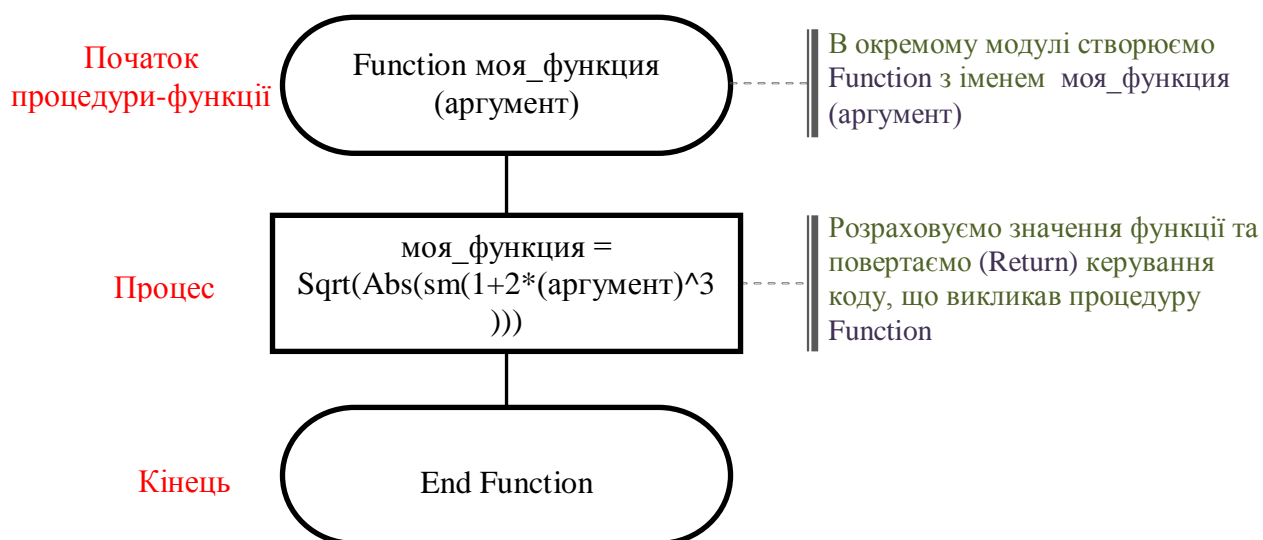 Початок
процедури-функції
Function моя_функция
(аргумент)
В окремому модулі створюємо
Function з іменем моя_функция
(аргумент)
Процес
моя_функция =
Sqrt(Abs(sm(1+2*(аргумент)^3
)))
Розраховуємо значення функції та
повертаємо (Return) керування
коду, що викликав процедуру
Function
Кінець
End Function